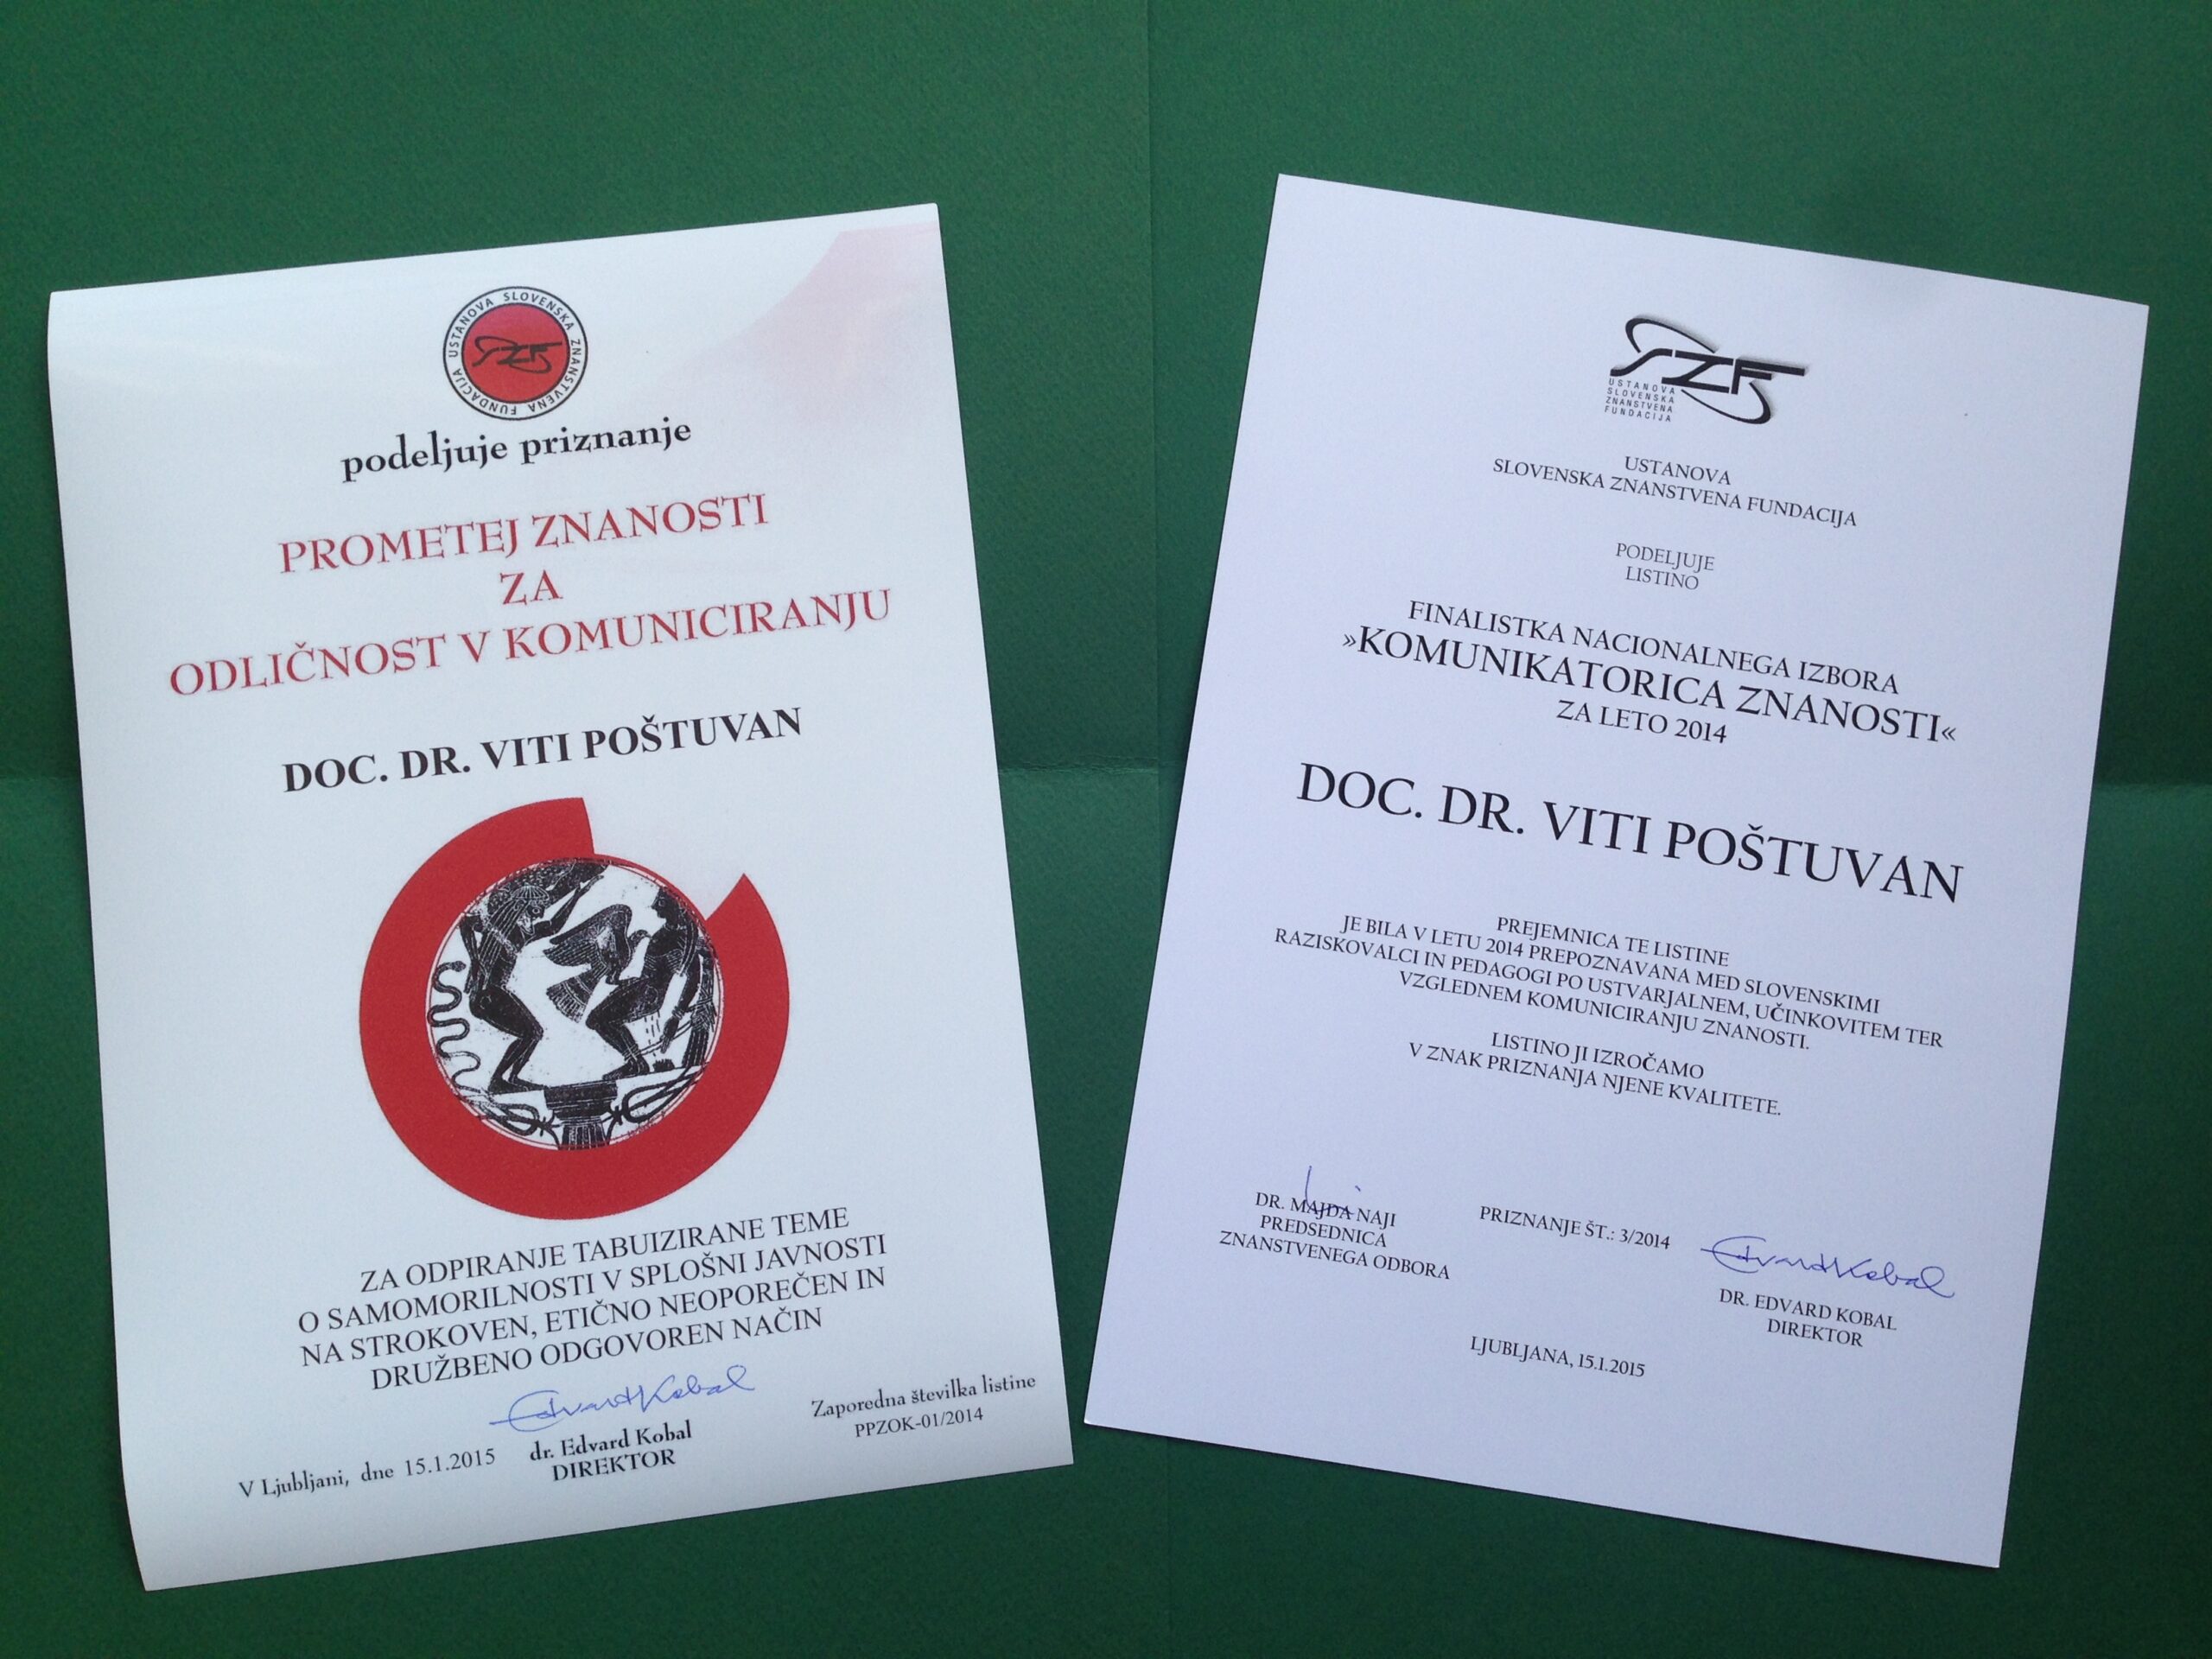 USTANOVA SLOVENSKA ZNANSTVENA FUNDACIJA
SZF
podeljuje priznanje
PROMETEJ ZNANOSTI
ZA
ODLIČNOST V KOMUNICIRANJU
DOC. DR. VITI POŠTUVAN
ZA ODPIRANJE TABUIZIRANE TEME
O SAMOMORILNOSTI V SPLOŠNI JAVNOSTI
NA STROKOVEN, ETIČNO NEOPOREČEN IN
DRUŽBENO ODGOVOREN NAČIN
Edvard Kobal
V Ljubljani, dne 15.1.2015
dr. Edvard Kobal
DIREKTOR
Zaporedna številka listine
PPZOK-01/2014
SZF
USTANOVA
SLOVENSKA
ZNANSTVENA
FUNDACIJA
USTANOVA
SLOVENSKA ZNANSTVENA FUNDACIJA
PODELJUJE
LISTINO
FINALISTKA NACIONALNEGA IZBORA
»KOMUNIKATORICA ZNANOSTI«
ZA LETO 2014
DOC. DR. VITI POŠTUVAN
PREJEMNICA TE LISTINE
JE BILA V LETU 2014 PREPOZNAVANA MED SLOVENSKIMI
RAZISKOVALCI IN PEDAGOGI PO USTVARJALNEM, UČINKOVITEM TER
VZGLEDNEM KOMUNICIRANJU ZNANOSTI.
LISTINO JI IZROČAMO
V ZNAK PRIZNANJA NJENE KVALITETE.
DR. MAJDA NAJI
PREDSEDNICA
ZNANSTVENEGA ODBORA
PRIZNANJE ŠT.: 3/2014
Edvard Kobal
DR. EDVARD KOBAL
DIREKTOR
LJUBLJANA, 15.1.2015